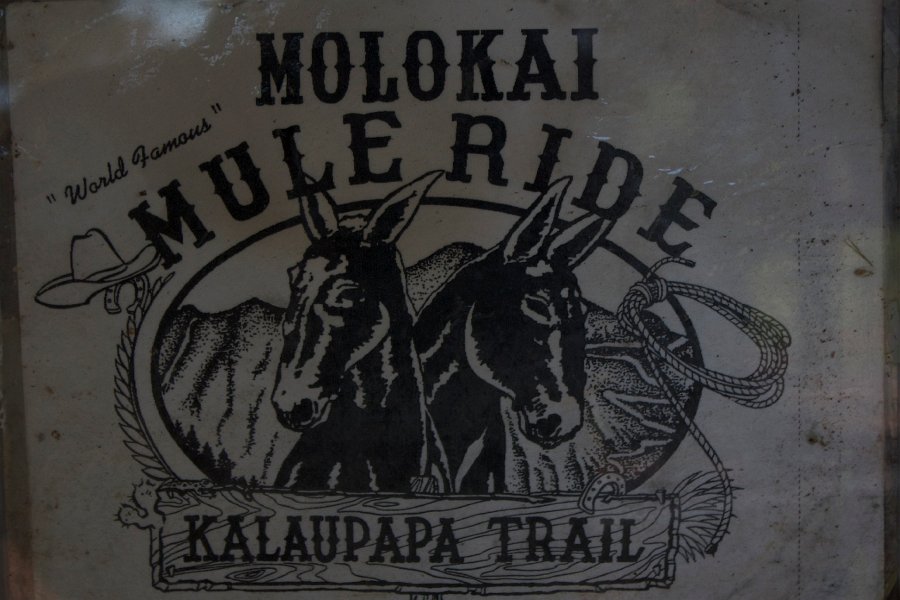 MOLOKAI
"World Famous"
MULE RIDE
KALAUPAPA TRAIL